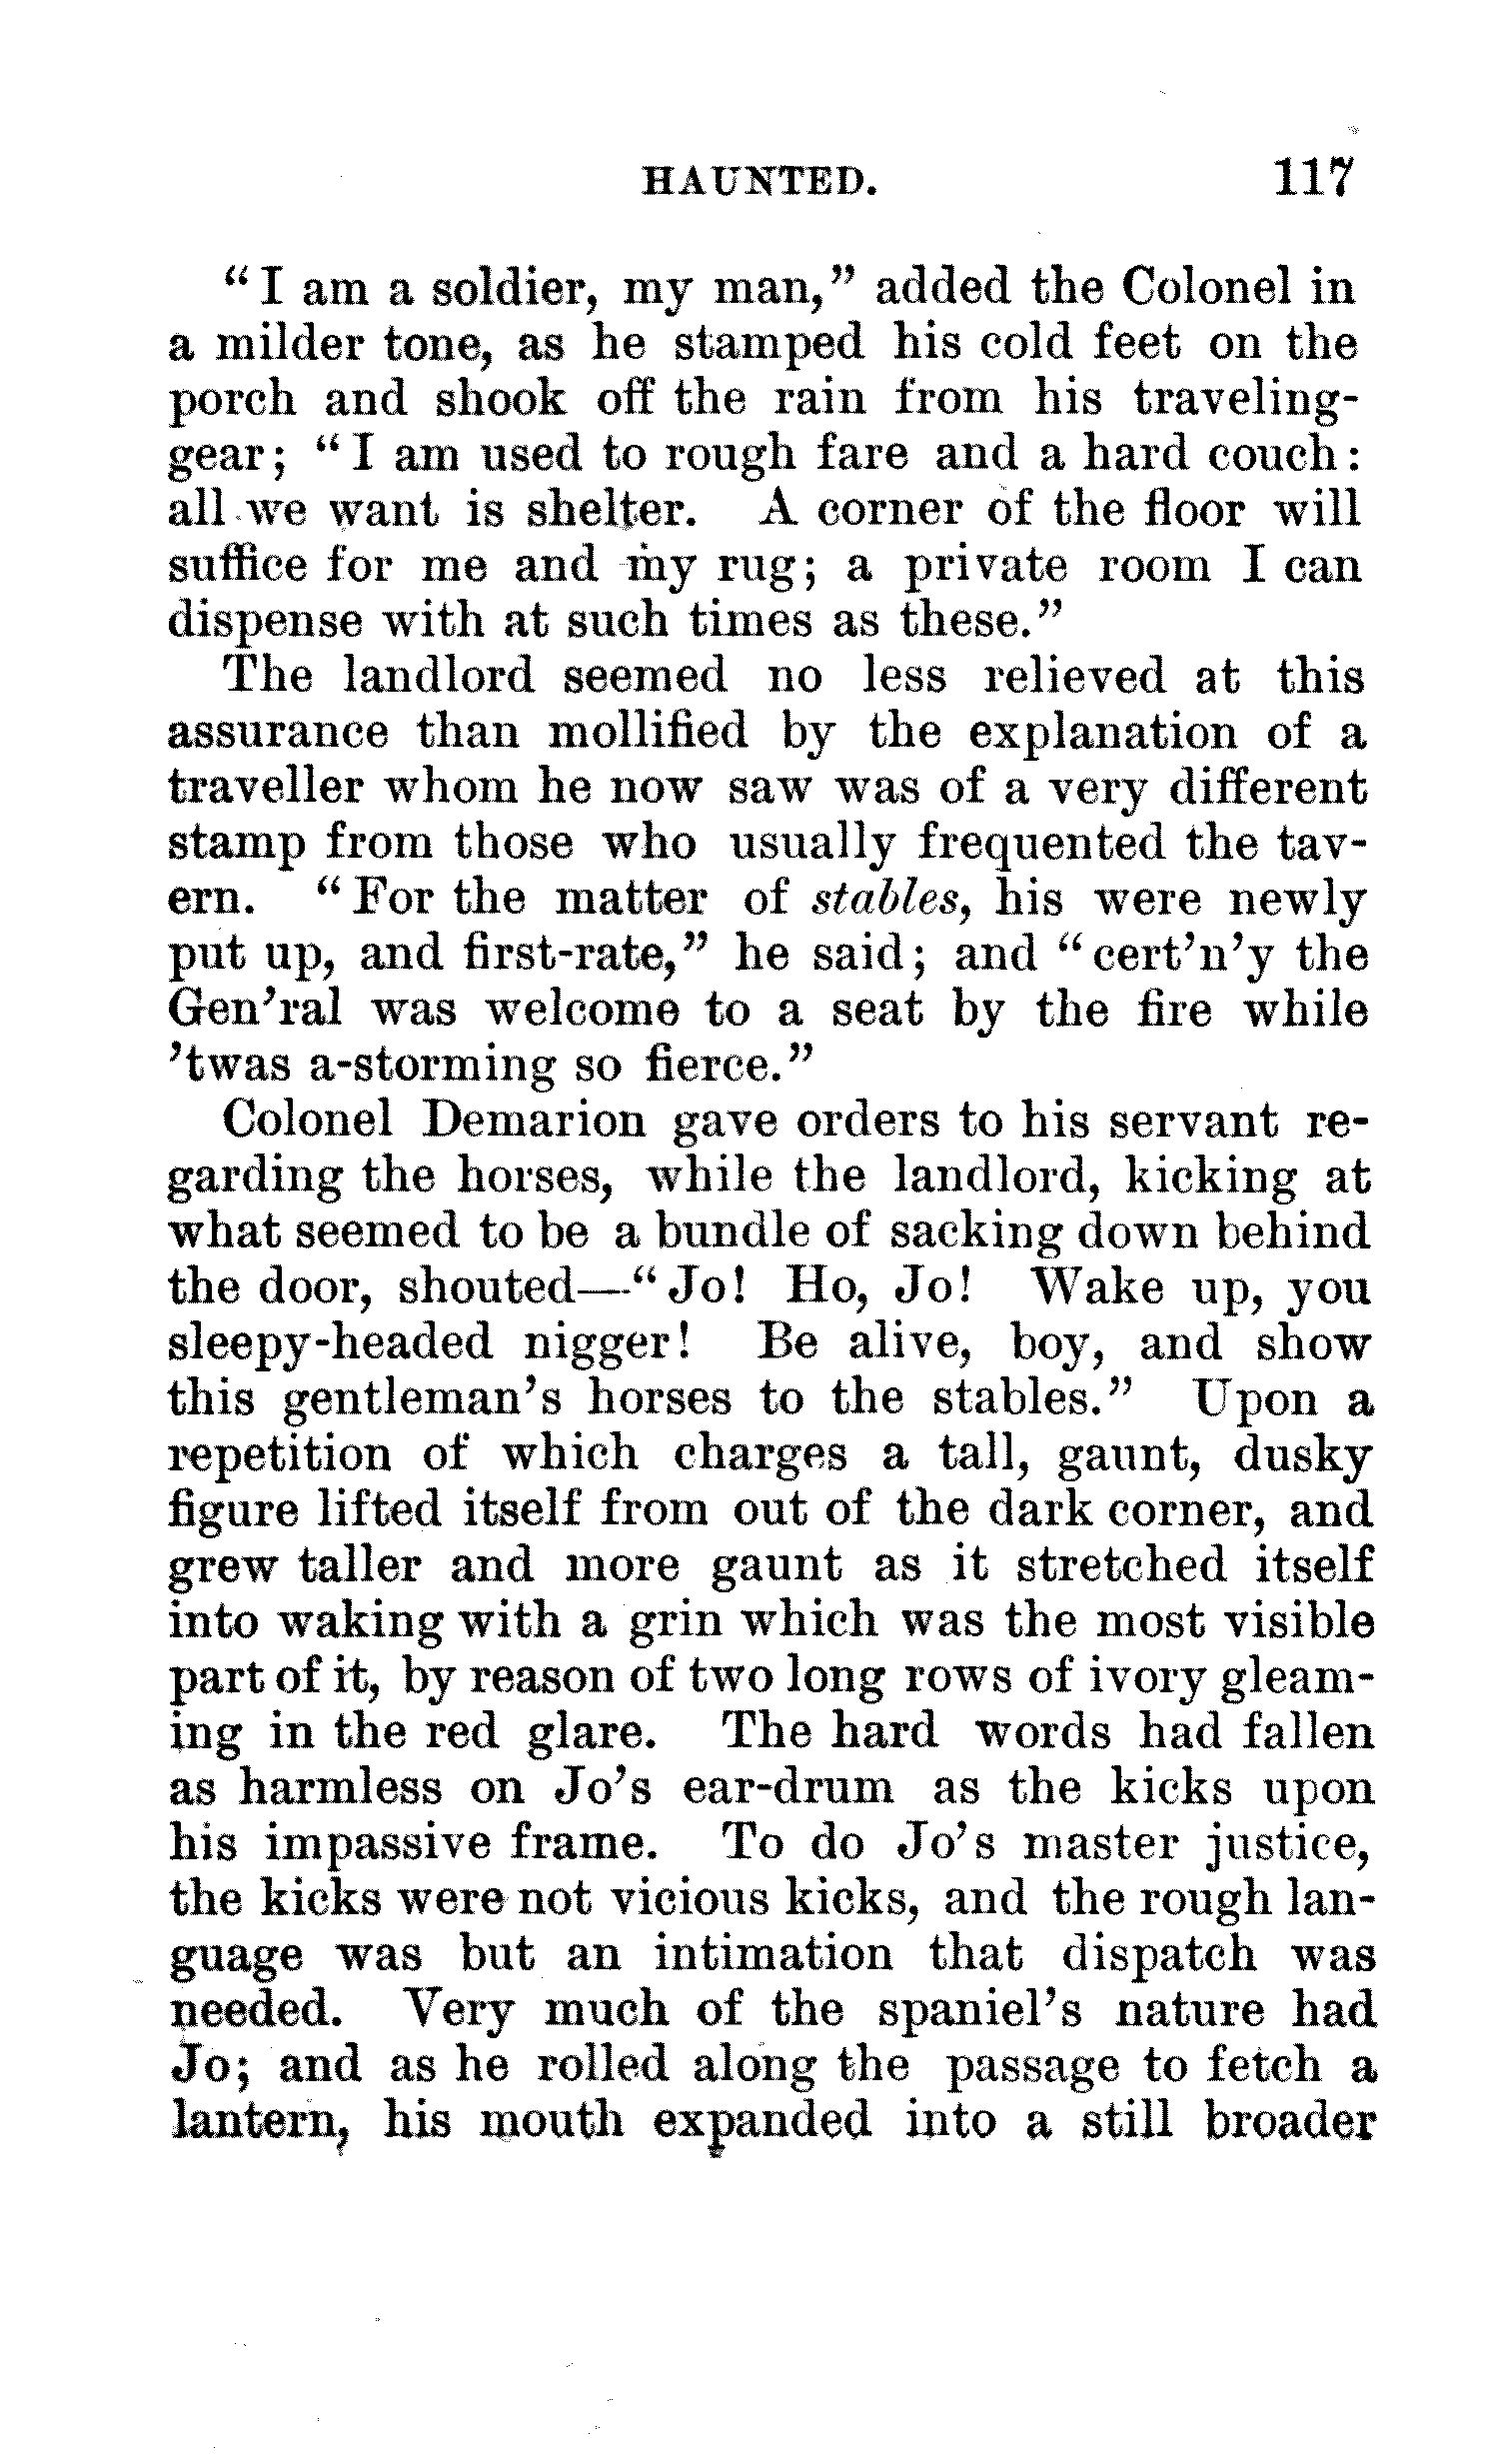 HAUNTED. 117
“I am a soldier, my man,” added the Colonel in
a milder tone, as he stamped his cold feet on the
porch and shook off the rain from his traveling-
gear; “I am used to rough fare and a hard couch:
all we want is shelter. A corner of the floor will
suffice for me and my rug; a private room I can
dispense with at such times as these.”
The landlord seemed no less relieved at this
assurance than mollified by the explanation of a
traveller whom he now saw was of a very different
stamp from those who usually frequented the tav-
ern. “For the matter of stables, his were newly
put up, and first-rate,” he said; and “cert’n’y the
Gen’ral was welcome to a seat by the fire while
’twas a-storming so fierce.”
Colonel Demarion gave orders to his servant re-
garding the horses, while the landlord, kicking at
what seemed to be a bundle of sacking down behind
the door, shouted—“Jo! Ho, Jo! Wake up, you
sleepy-headed nigger! Be alive, boy, and show
this gentleman’s horses to the stables.” Upon a
repetition of which charges a tall, gaunt, dusky
figure lifted itself from out of the dark corner, and
grew taller and more gaunt as it stretched itself
into waking with a grin which was the most visible
part of it, by reason of two long rows of ivory gleam-
ing in the red glare. The hard words had fallen
as harmless on Jo’s ear-drum as the kicks upon
his impassive frame. To do Jo’s master justice,
the kicks were not vicious kicks, and the rough lan-
guage was but an intimation that dispatch was
needed. Very much of the spaniel’s nature had
Jo; and as he rolled along the passage to fetch a
lantern, his mouth expanded into a still broader